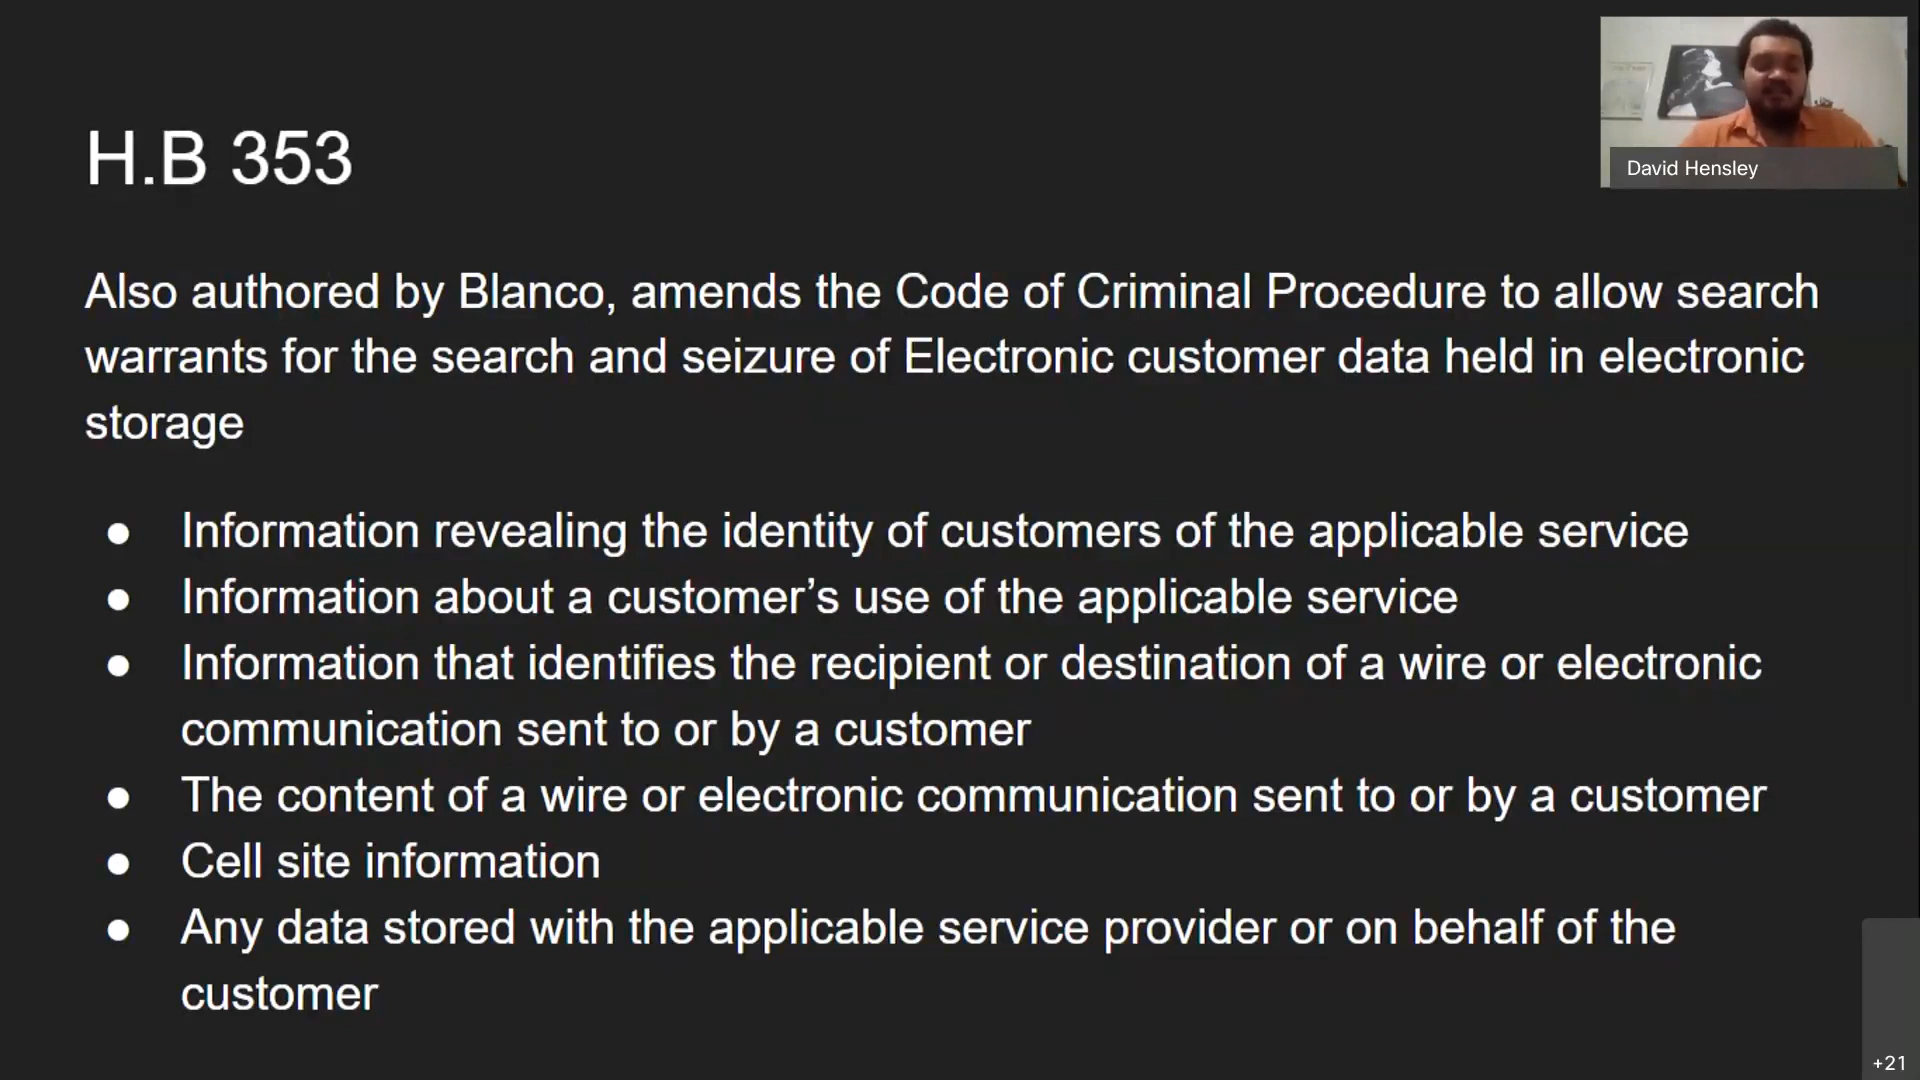 H.B 353
David Hensley
Also authored by Blanco, amends the Code of Criminal Procedure to allow search
warrants for the search and seizure of Electronic customer data held in electronic
storage
● Information revealing the identity of customers of the applicable service
● Information about a customer’s use of the applicable service
● Information that identifies the recipient or destination of a wire or electronic
communication sent to or by a customer
● The content of a wire or electronic communication sent to or by a customer
● Cell site information
● Any data stored with the applicable service provider or on behalf of the
customer
+21